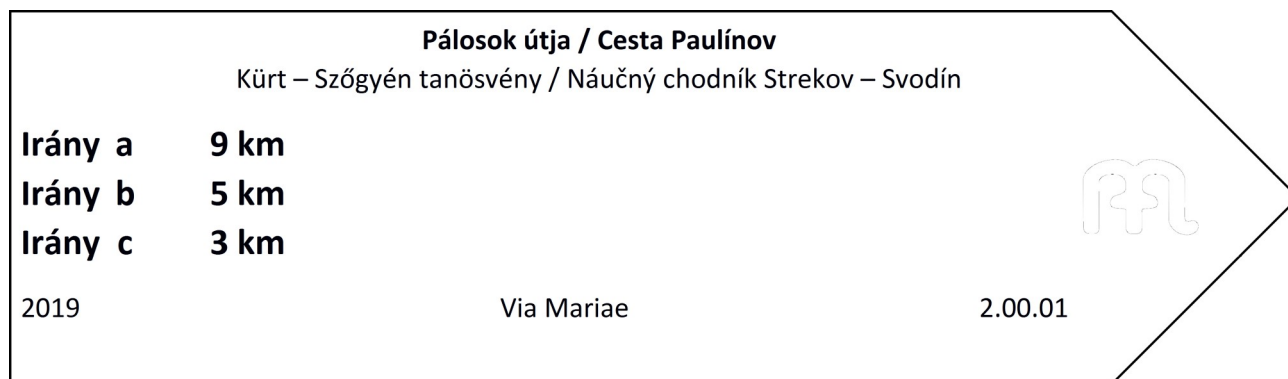 Pálosok útja / Cesta Paulínov
Kürt – Szőgyén tanösvény / Náučný chodník Strekov – Svodín
Irány a 9 km
Irány b 5 km
Irány c 3 km
2019 Via Mariae 2.00.01